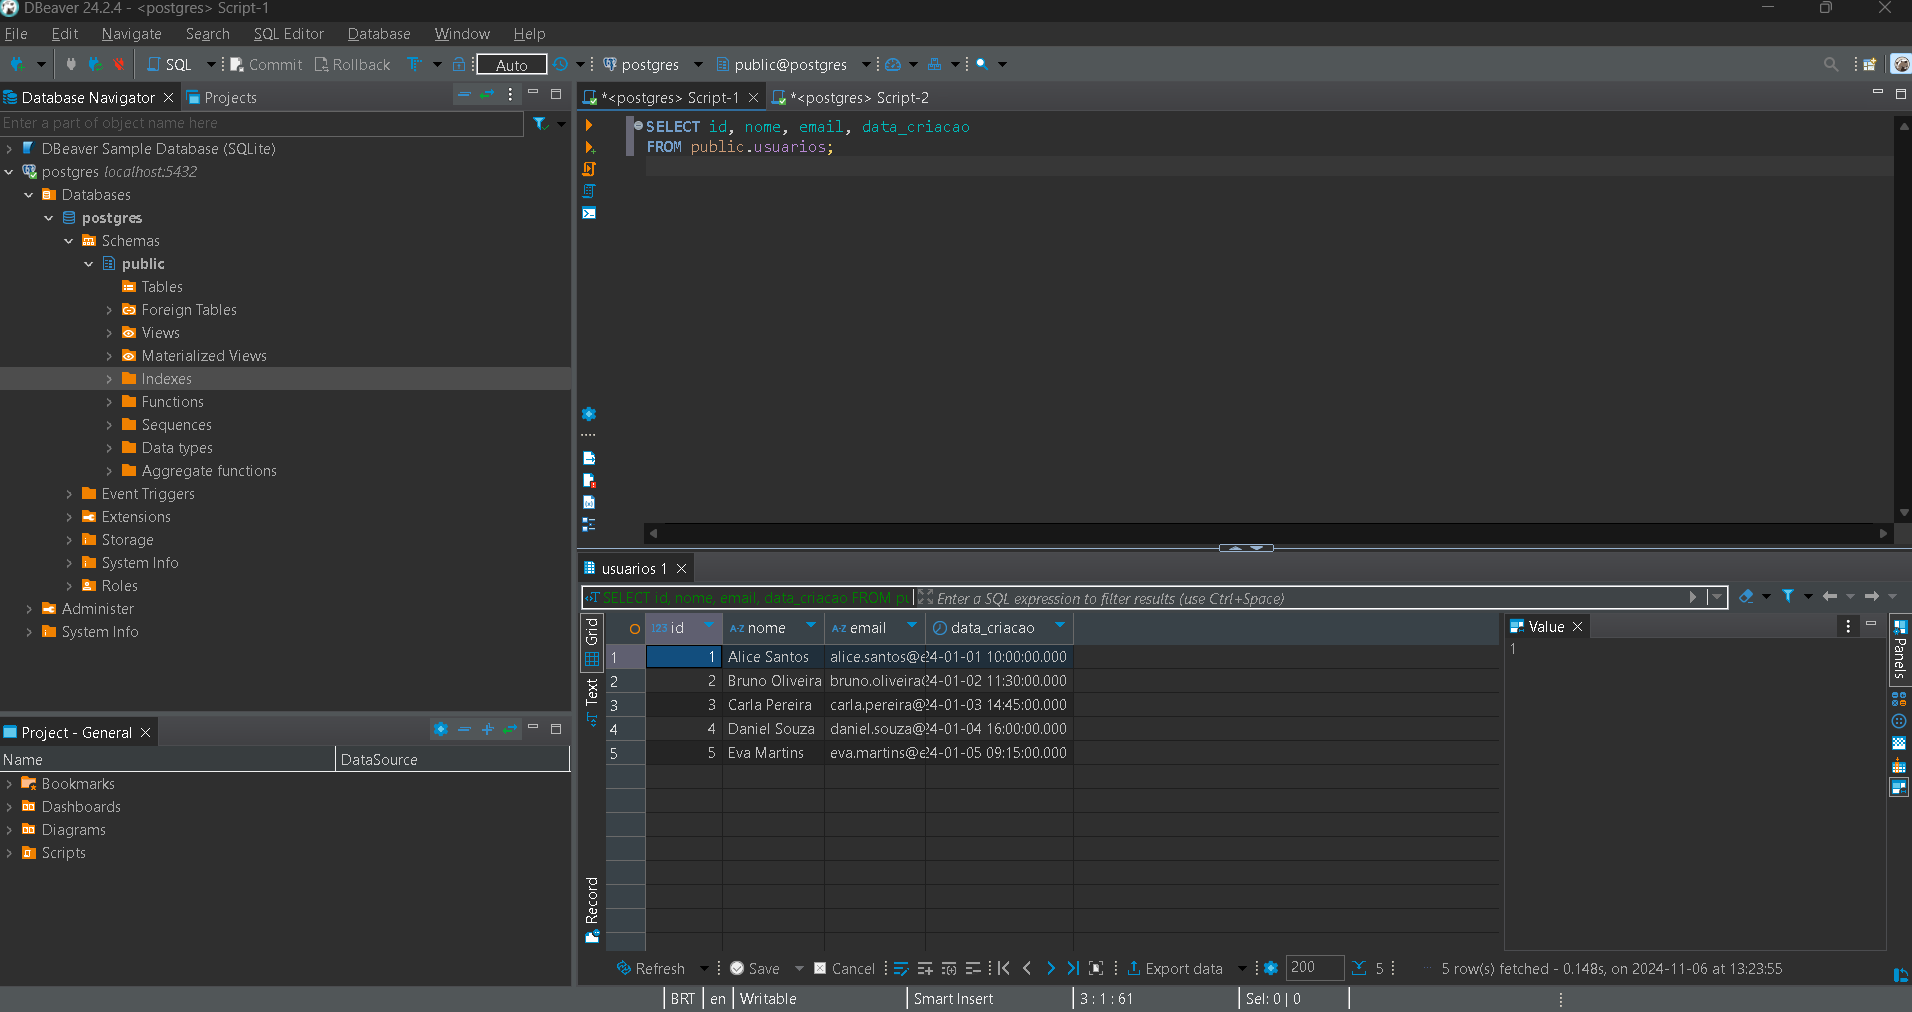 DBeaver 24.2.4 - <postgres> Script-1
File Edit Navigate Search SQL Editor Database Window Help
SQL Commit Rollback Auto postgres public@postgres
Database Navigator Projects
Enter a part of object name here
DBeaver Sample Database (SQLite)
postgres localhost:5432
Databases
postgres
Schemas
public
Tables
Foreign Tables
Views
Materialized Views
Indexes
Functions
Sequences
Data types
Aggregate functions
Event Triggers
Extensions
Storage
System Info
Roles
Administer
System Info
Project - General
Name DataSource
Bookmarks
Dashboards
Diagrams
Scripts
*<postgres> Script-1 *<postgres> Script-2
SELECT id, nome, email, data_criacao
FROM public.usuarios;
usuarios 1
SELECT id, nome, email, data_criacao FROM pu Enter a SQL expression to filter results (use Ctrl+Space)
Grid
Text
Record
123 id A-Z nome A-Z email data_criacao
1 1 Alice Santos alice.santos@e 24-01-01 10:00:00.000
2 2 Bruno Oliveira bruno.oliveira@ 24-01-02 11:30:00.000
3 3 Carla Pereira carla.pereira@ 24-01-03 14:45:00.000
4 4 Daniel Souza daniel.souza@ 24-01-04 16:00:00.000
5 5 Eva Martins eva.martins@e 24-01-05 09:15:00.000
Value
1
Panels
Refresh Save Cancel Export data 200 5 5 row(s) fetched - 0.148s, on 2024-11-06 at 13:23:55
BRT en Writable Smart Insert 3 : 1 : 61 Sel: 0 | 0